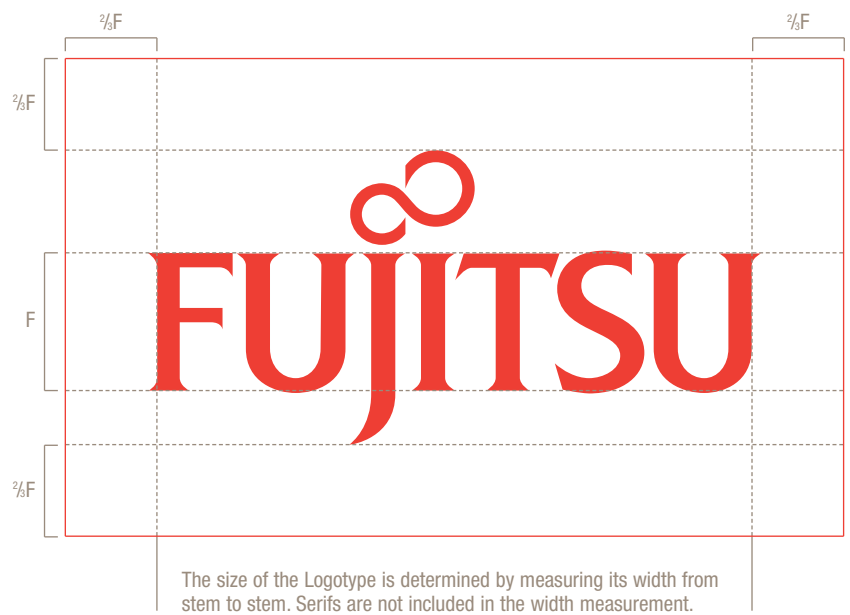 ⅔F ⅔F
⅔F
FUJITSU
F
⅔F
The size of the Logotype is determined by measuring its width from
stem to stem. Serifs are not included in the width measurement.